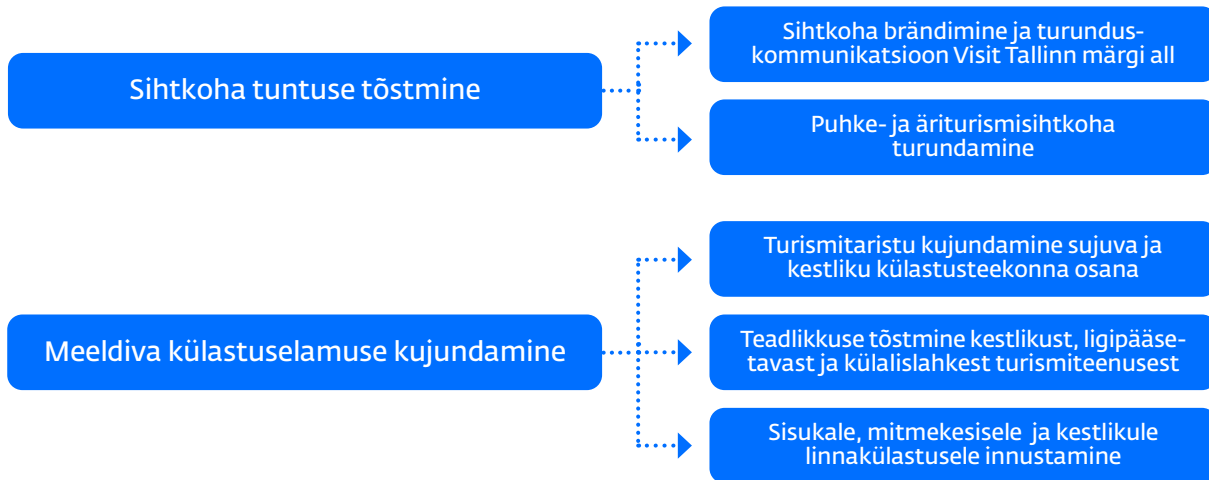 Sihtkoha tuntuse tõstmine
Sihtkoha brändimine ja turundus-
kommunikatsioon Visit Tallinn märgi all
Puhke- ja äriturismisihtkoha
turundamine
Meeldiva külastuselamuse kujundamine
Turismitaristu kujundamine sujuva ja
kestliku külastusteekonna osana
Teadlikkuse tõstmine kestlikust, ligipääse-
tavast ja külalislahkest turismiteenusest
Sisukale, mitmekesisele ja kestlikule
linnakülastusele innustamine